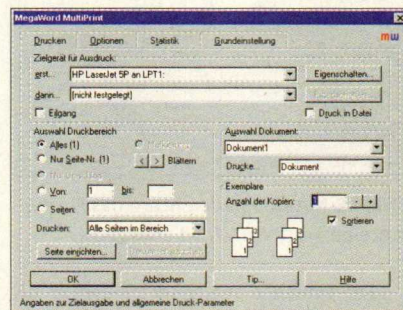 MegaWord MultiPrint
Drucken Optionen Statistik Grundeinstellung
mw
Zielgerät für Ausdruck:
erst... HP LaserJet 5P an LPT1: Eigenschaften...
dann... [nicht festgelegt]
Eilgang Druck in Datei
Auswahl Druckbereich
Alles (1)
Nur Seite-Nr. (1) < > Blättern
Von: 1 bis:
Seiten:
Drucken: Alle Seiten im Bereich
Seite einrichten...
Auswahl Dokument:
Dokument1
Drucke: Dokument
Exemplare
Anzahl der Kopien: 1 - +
Sortieren
OK Abbrechen Tip... Hilfe
Angaben zur Zielausgabe und allgemeine Druck-Parameter